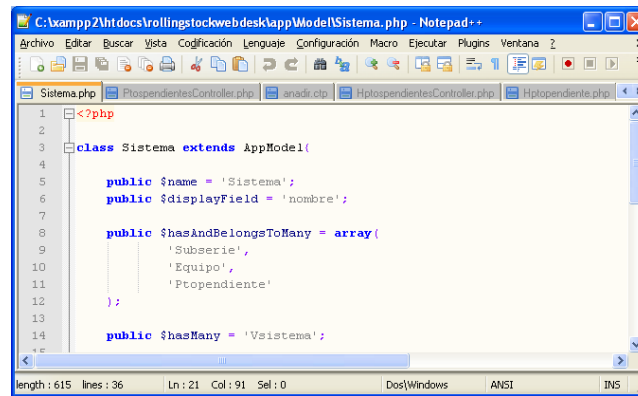 C:\xampp2\htdocs\rollingstockwebdesk\app\Model\Sistema.php - Notepad++
Archivo Editar Buscar Vista Codificación Lenguaje Configuración Macro Ejecutar Plugins Ventana ?
Sistema.php PtospendientesController.php anadir.ctp HptospendientesController.php Hptopendiente.php
1 <?php
2
3 class Sistema extends AppModel{
4
5 public $name = 'Sistema';
6 public $displayField = 'nombre';
7
8 public $hasAndBelongsToMany = array(
9 'Subserie',
10 'Equipo',
11 'Ptopendiente'
12 );
13
14 public $hasMany = 'Vsistema';
length : 615 lines : 36 Ln : 21 Col : 91 Sel : 0 Dos\Windows ANSI INS